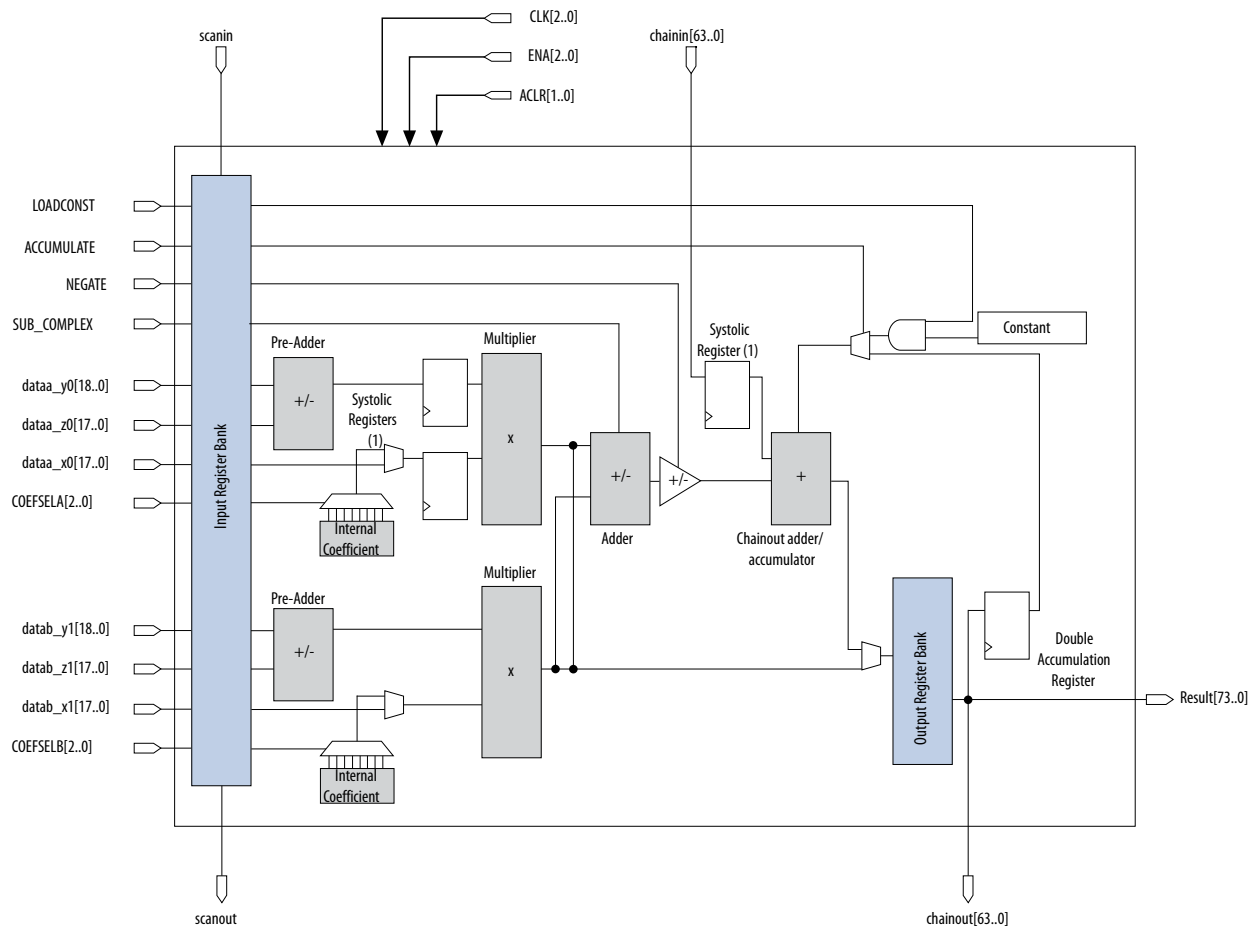 CLK[2..0]
scanin
chainin[63..0]
ENA[2..0]
ACLR[1..0]
LOADCONST
ACCUMULATE
NEGATE
SUB_COMPLEX
dataa_y0[18..0]
dataa_z0[17..0]
dataa_x0[17..0]
COEFSELA[2..0]
datab_y1[18..0]
datab_z1[17..0]
datab_x1[17..0]
COEFSELB[2..0]
Input Register Bank
Pre-Adder
+/-
Systolic
Registers
(1)
Internal
Coefficient
Multiplier
x
Pre-Adder
+/-
Internal
Coefficient
Multiplier
x
+/-
Adder
+/-
Systolic
Register (1)
+
Chainout adder/
accumulator
Constant
Output Register Bank
Double
Accumulation
Register
Result[73..0]
scanout
chainout[63..0]